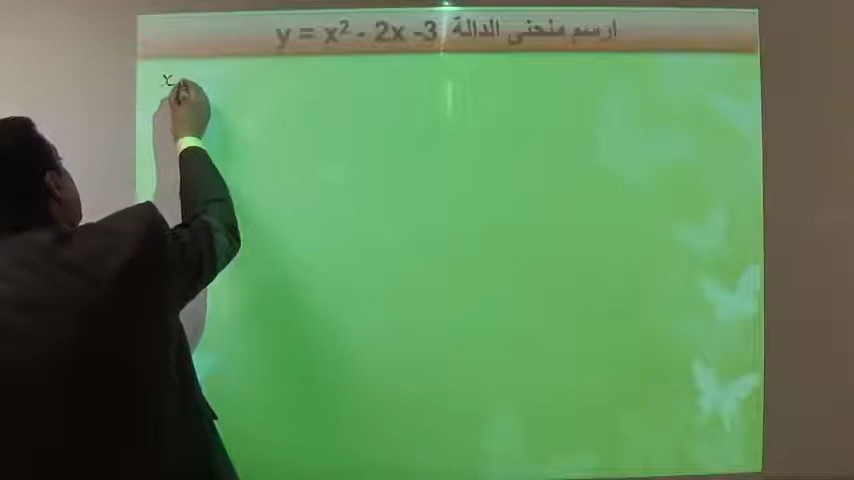 ارسم منحنى الدالة y = x² - 2x -3
x